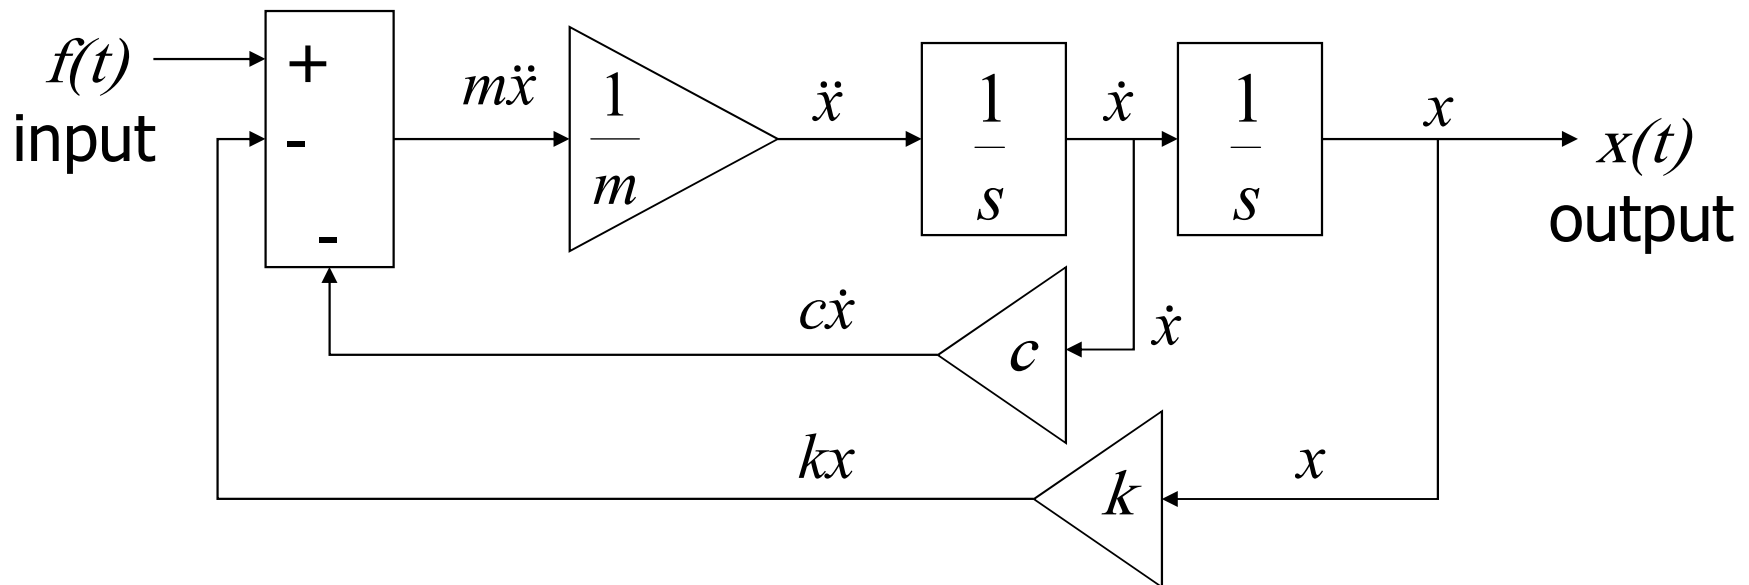 f(t)
input
+
-
-
mẍ
1
m
ẍ
1
s
ẋ
1
s
x
x(t)
output
cẋ
c
ẋ
kx
k
x